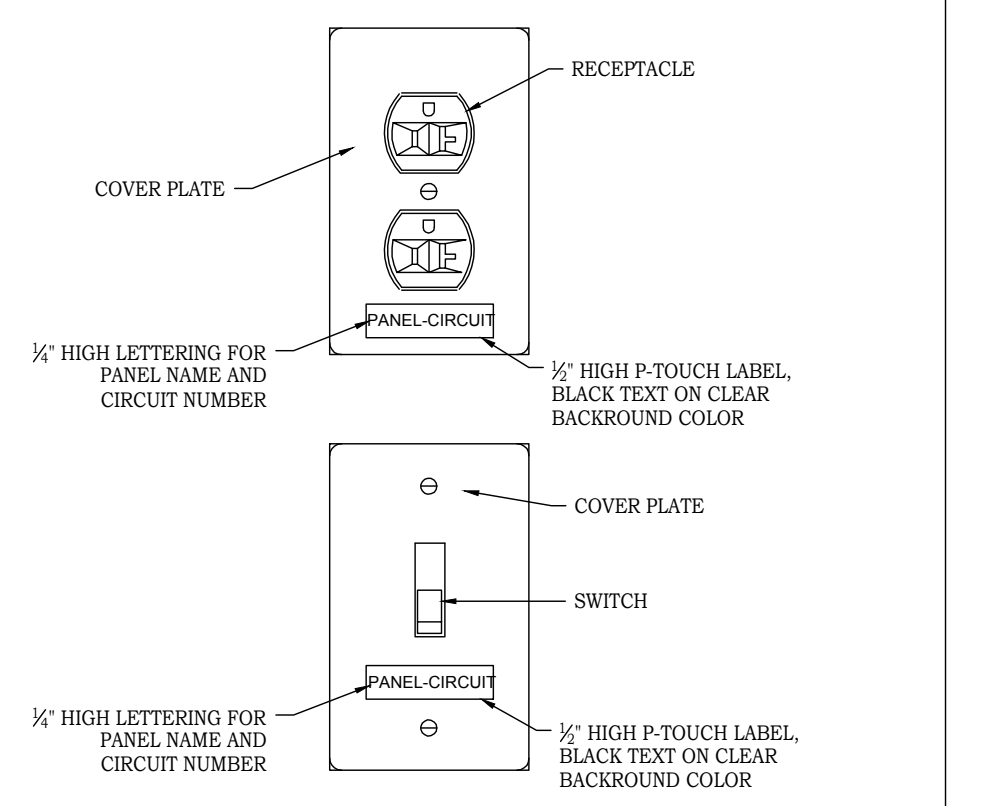 RECEPTACLE
COVER PLATE
PANEL-CIRCUIT
¼" HIGH LETTERING FOR
PANEL NAME AND
CIRCUIT NUMBER
½" HIGH P-TOUCH LABEL,
BLACK TEXT ON CLEAR
BACKROUND COLOR
COVER PLATE
SWITCH
PANEL-CIRCUIT
¼" HIGH LETTERING FOR
PANEL NAME AND
CIRCUIT NUMBER
½" HIGH P-TOUCH LABEL,
BLACK TEXT ON CLEAR
BACKROUND COLOR